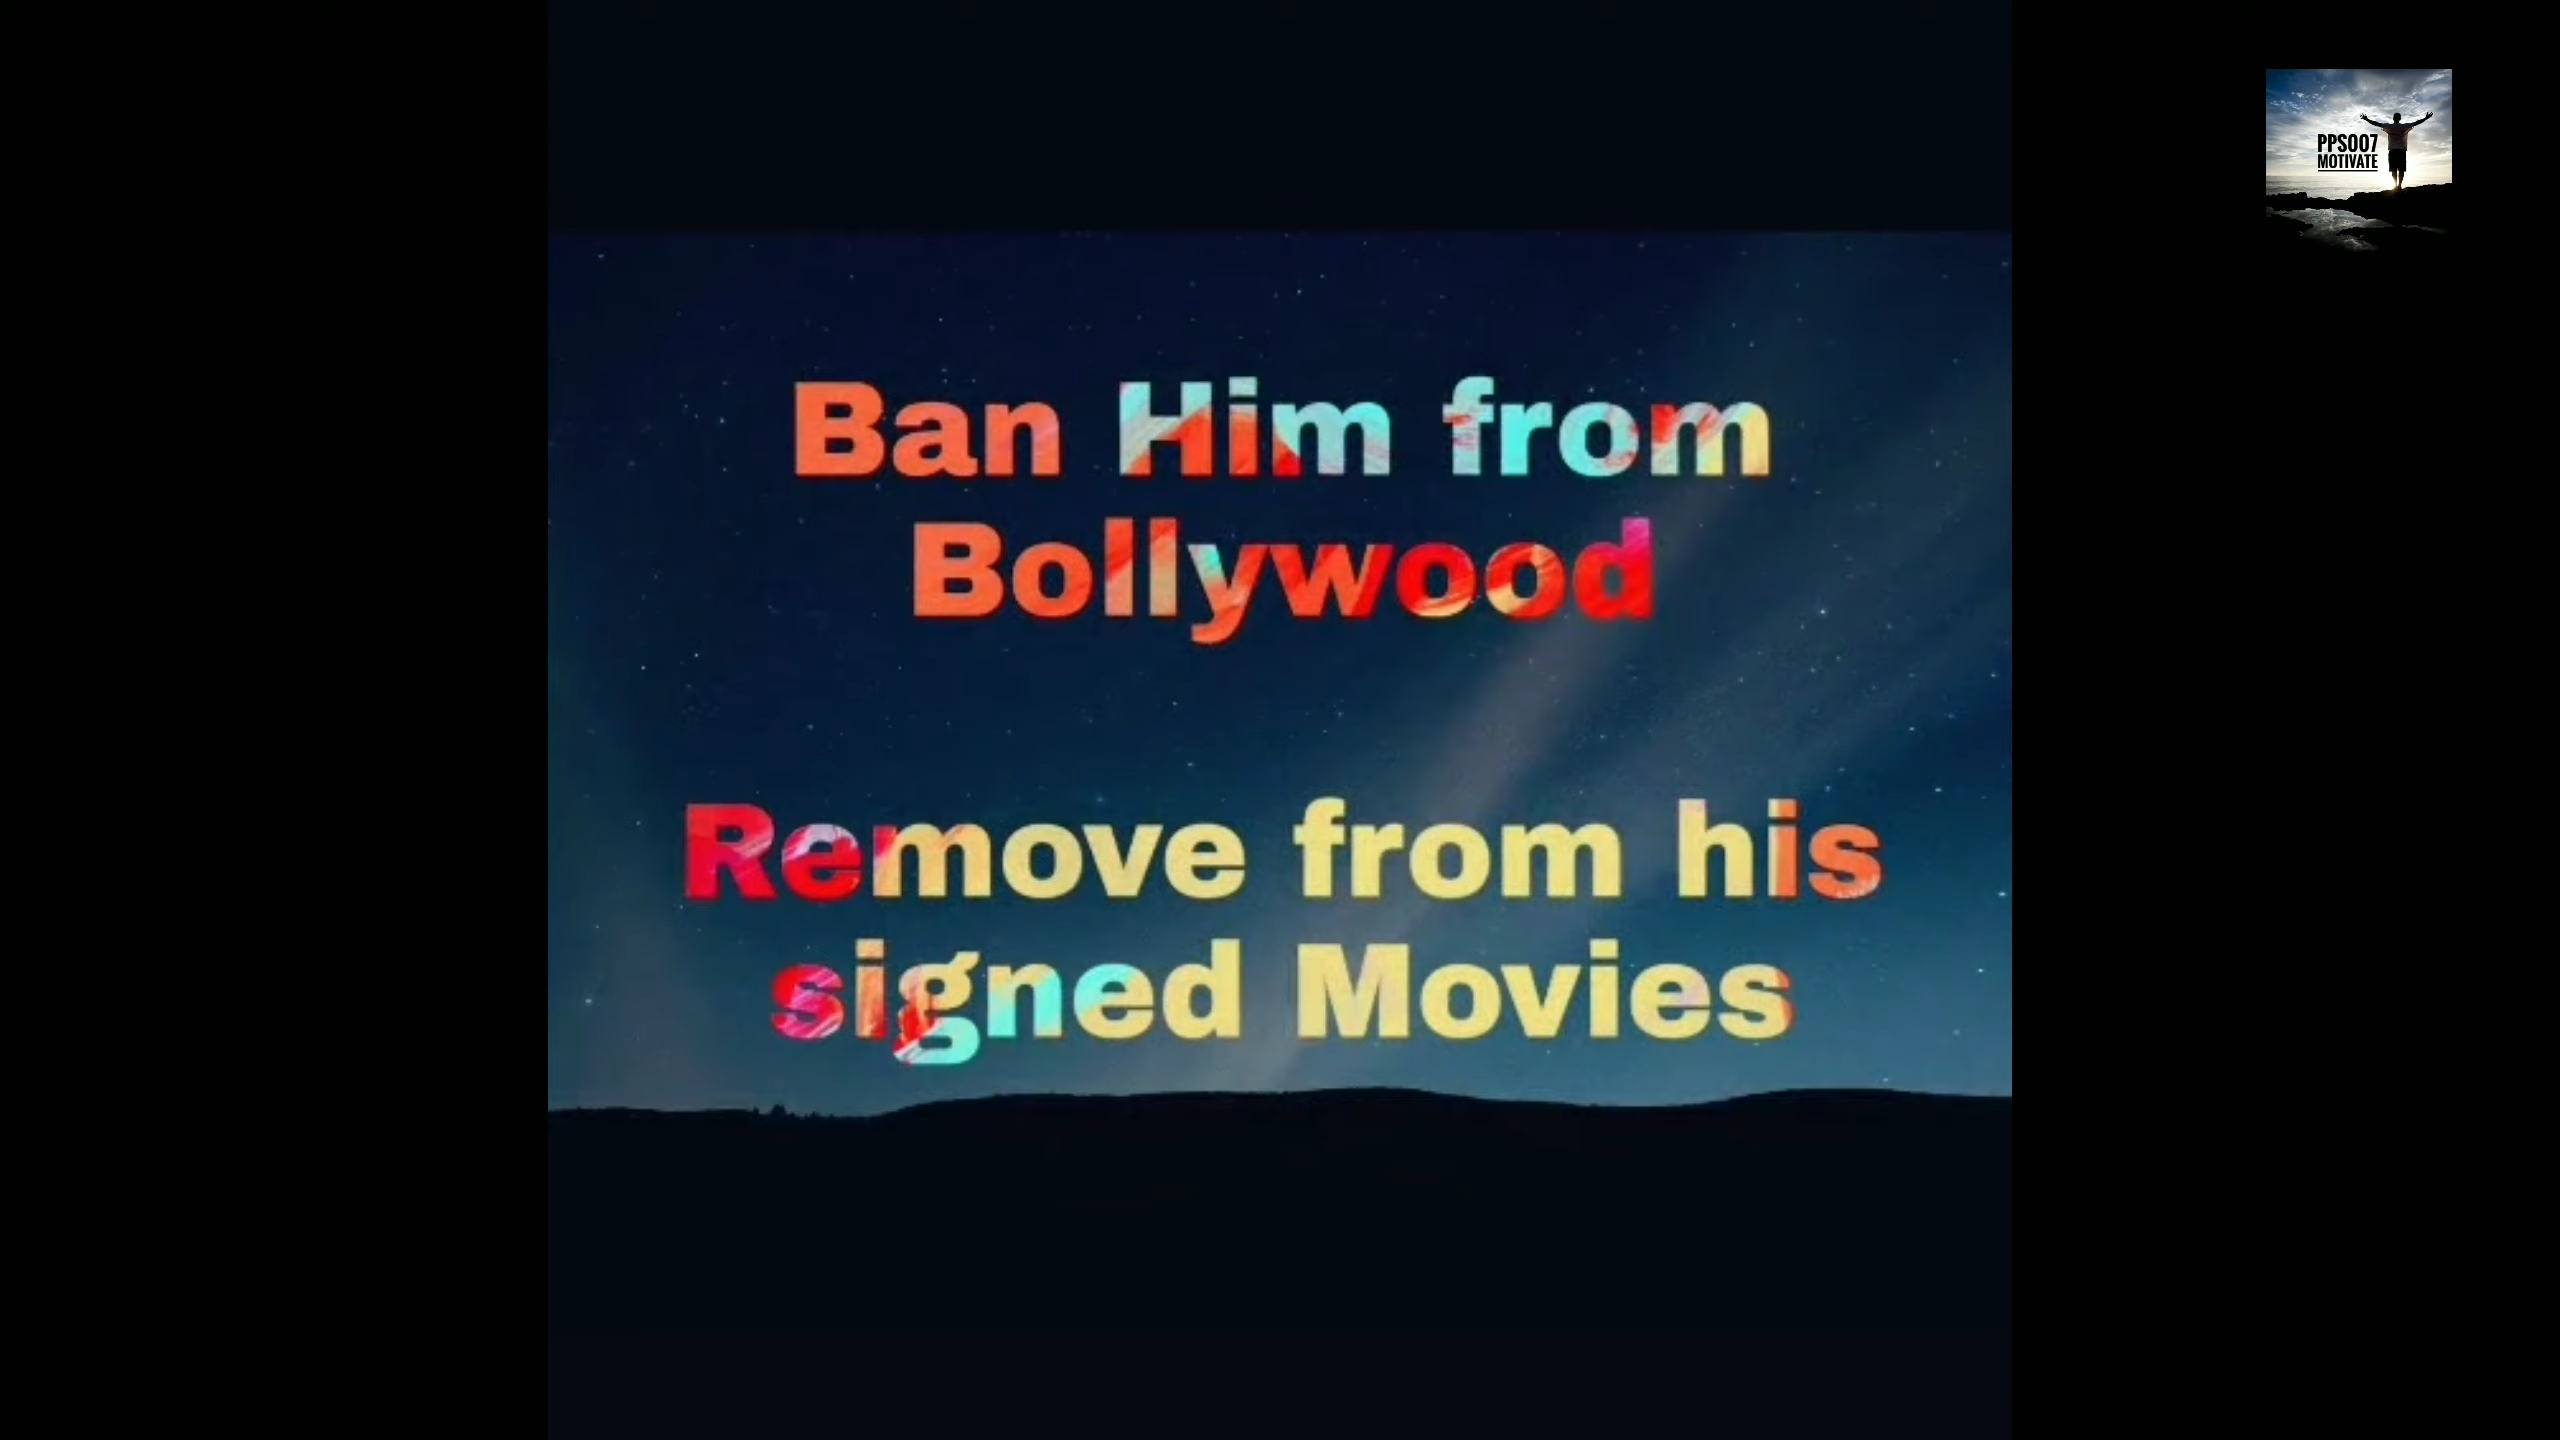 Ban Him from
Bollywood
Remove from his
signed Movies
PPS007
MOTIVATE